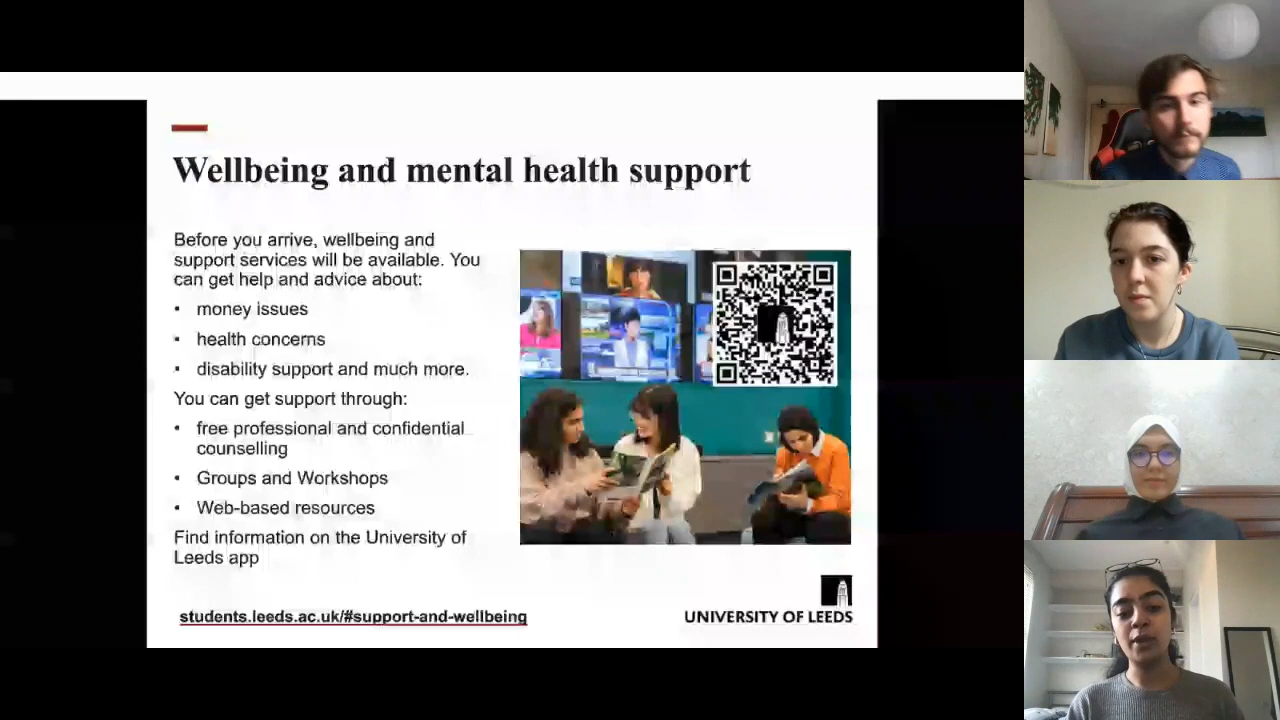 Wellbeing and mental health support
Before you arrive, wellbeing and
support services will be available. You
can get help and advice about:
• money issues
• health concerns
• disability support and much more.
You can get support through:
• free professional and confidential
counselling
• Groups and Workshops
• Web-based resources
Find information on the University of
Leeds app
students.leeds.ac.uk/#support-and-wellbeing
UNIVERSITY OF LEEDS